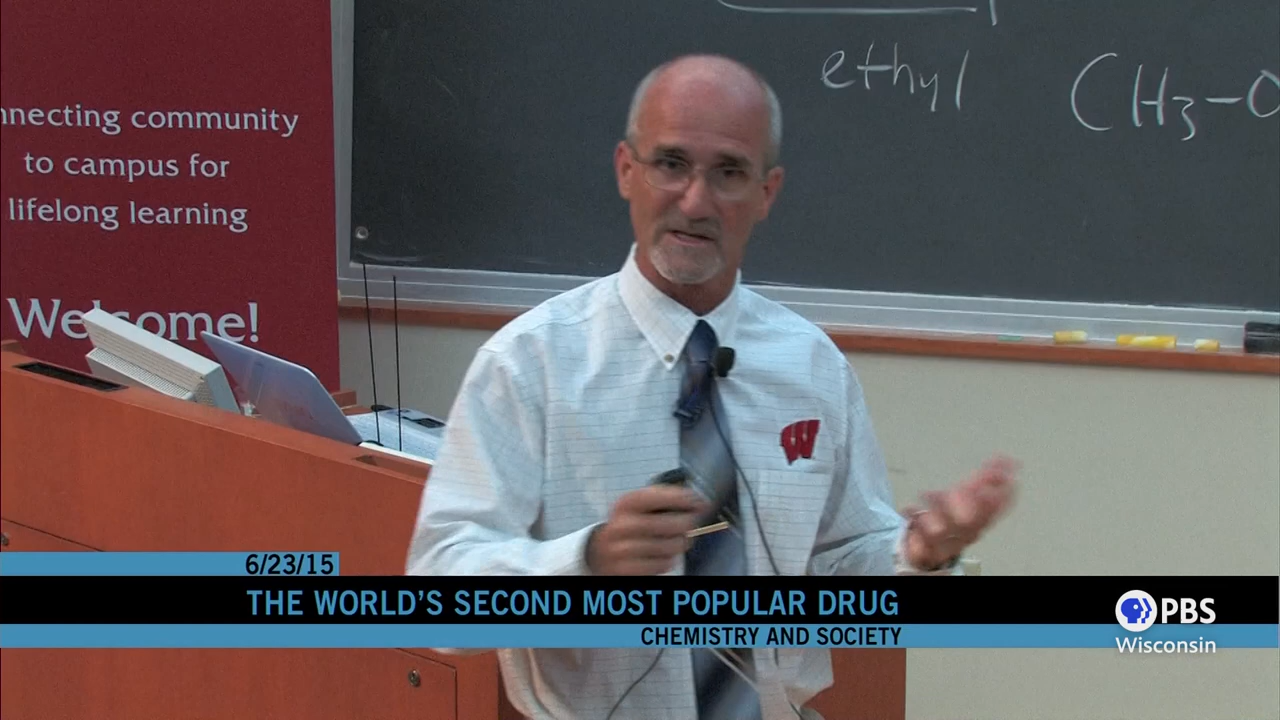 nnecting community
to campus for
lifelong learning
Welcome!
ethyl
CH3-O
W
6/23/15
THE WORLD'S SECOND MOST POPULAR DRUG
CHEMISTRY AND SOCIETY
PBS
Wisconsin